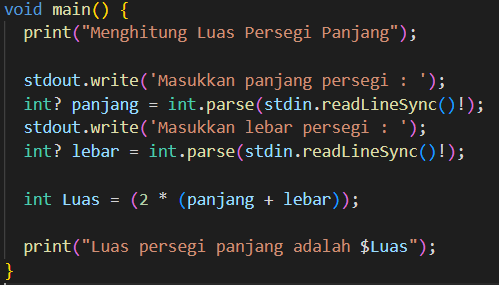 void main() {
print("Menghitung Luas Persegi Panjang");
stdout.write('Masukkan panjang persegi : ');
int? panjang = int.parse(stdin.readLineSync()!);
stdout.write('Masukkan lebar persegi : ');
int? lebar = int.parse(stdin.readLineSync()!);
int Luas = (2 * (panjang + lebar));
print("Luas persegi panjang adalah $Luas");
}